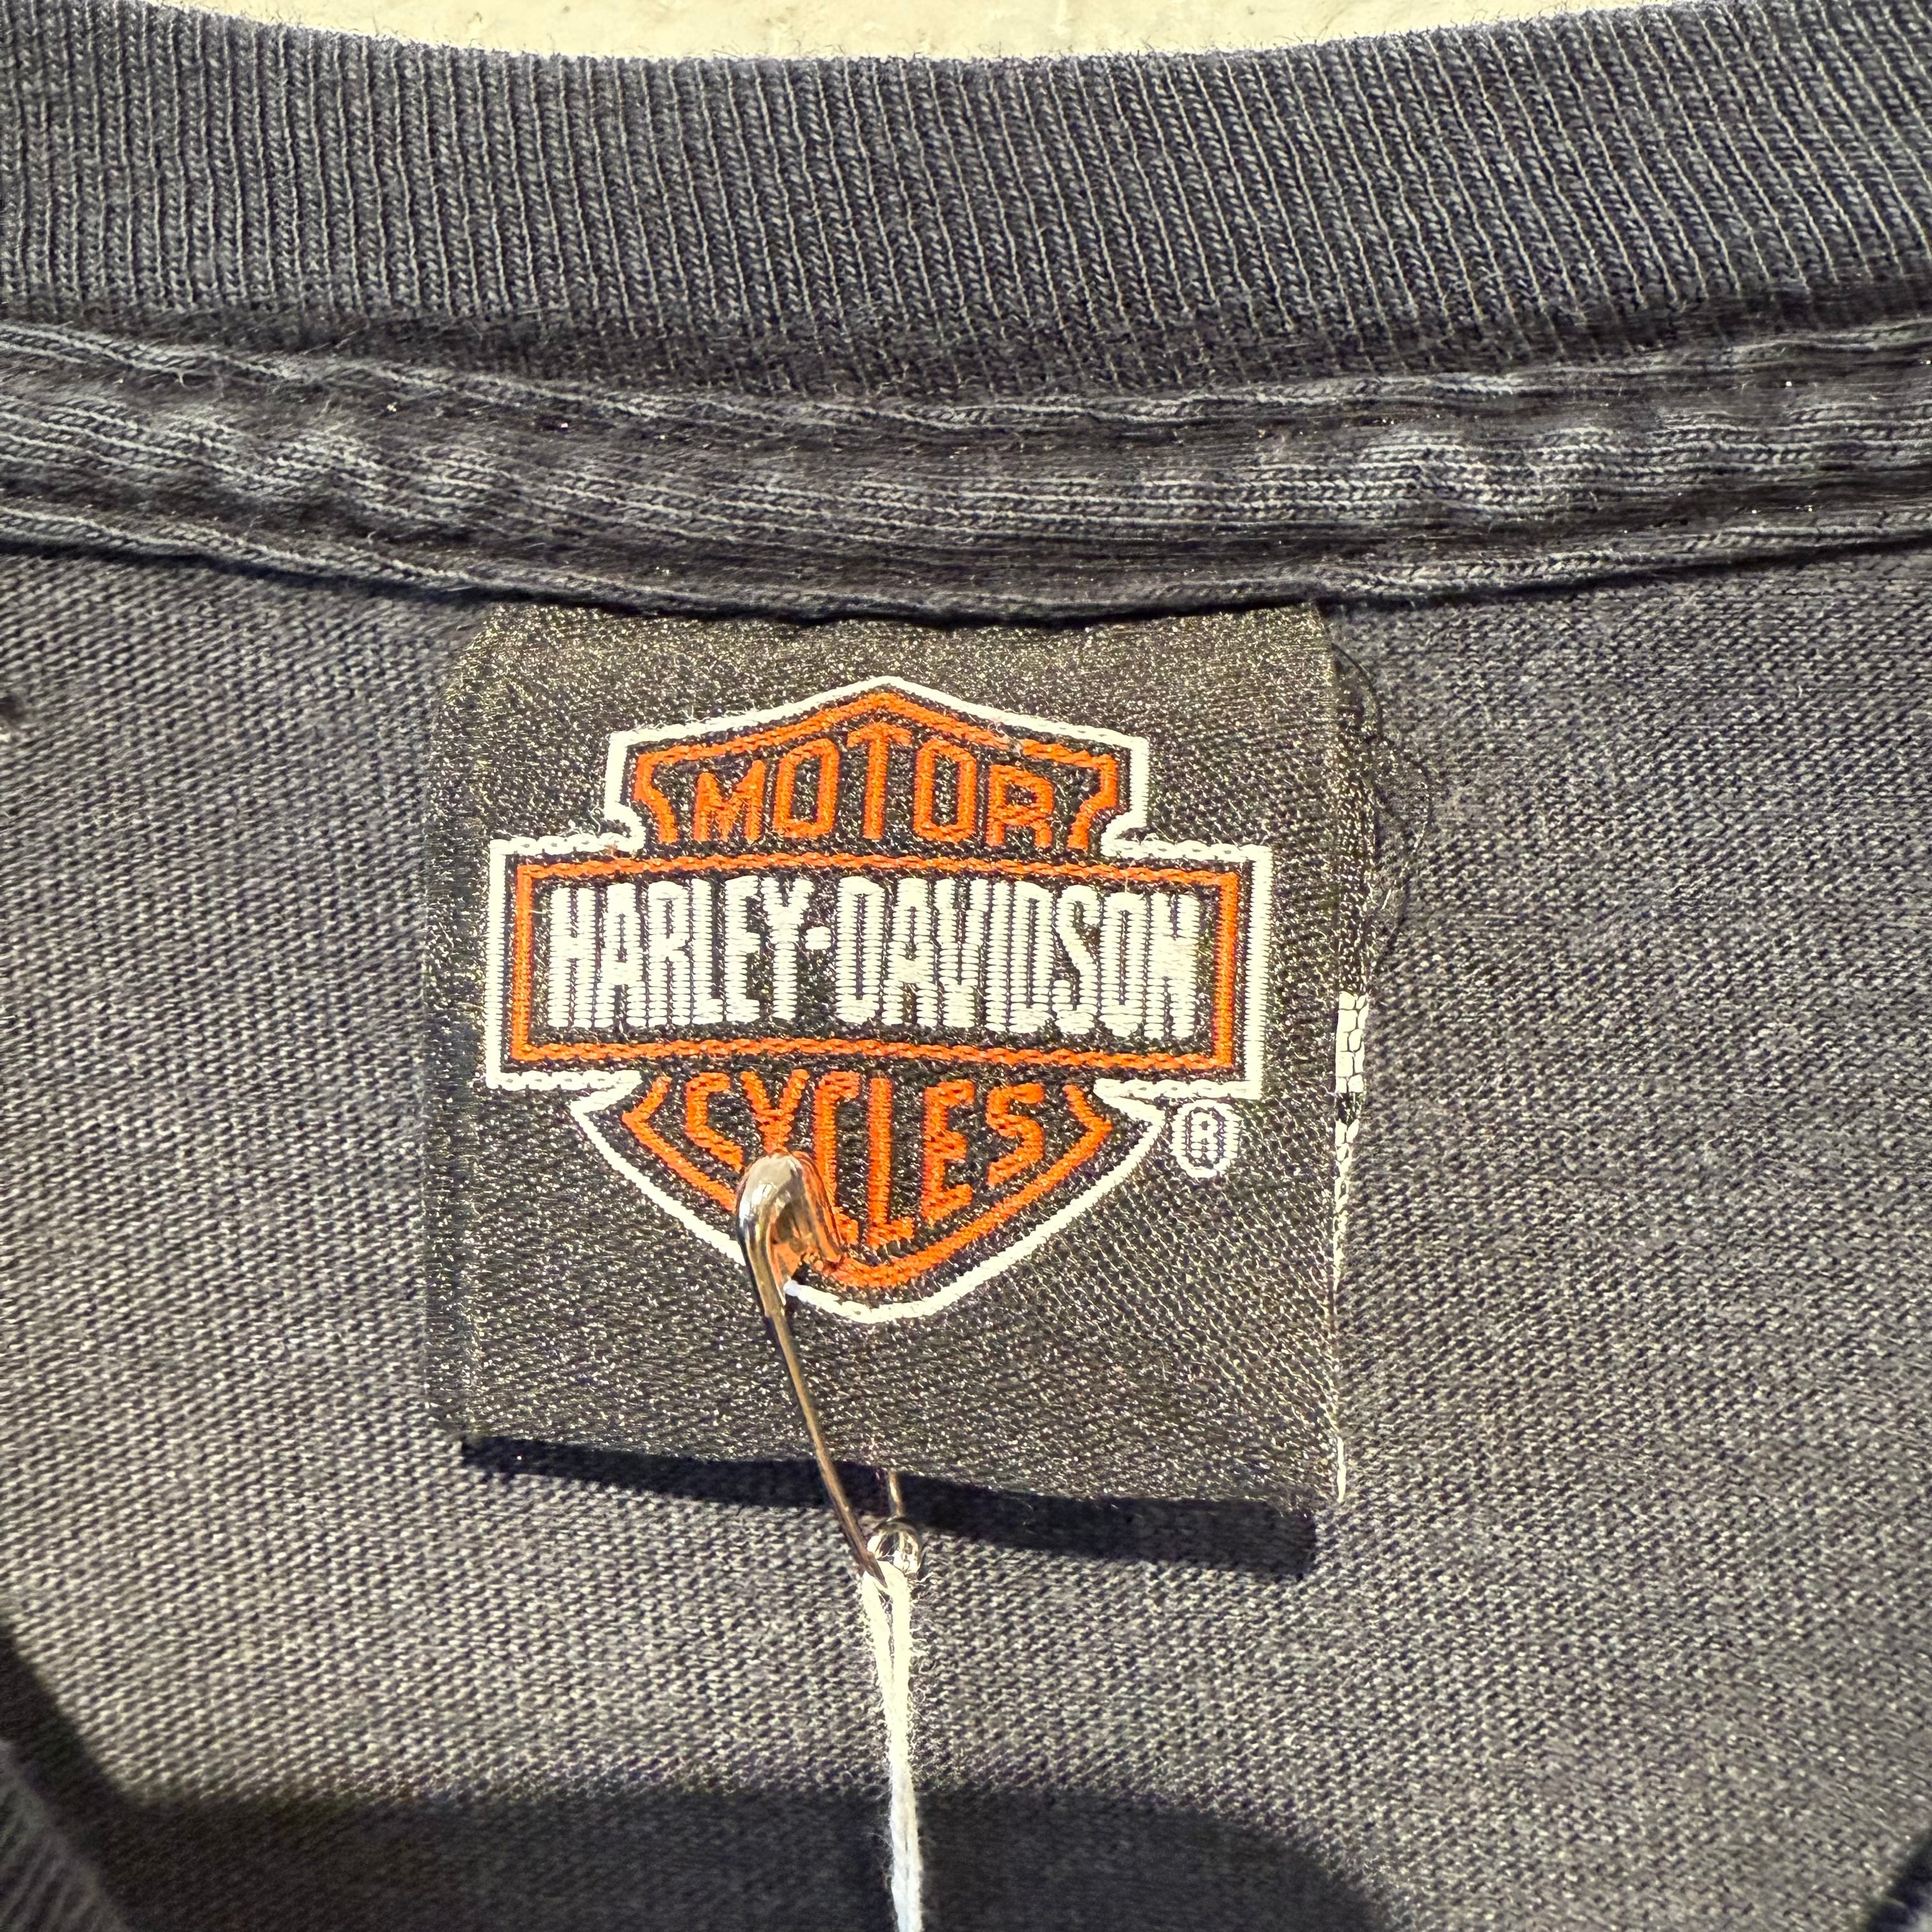 MOTOR
HARLEY-DAVIDSON
CYCLES
®